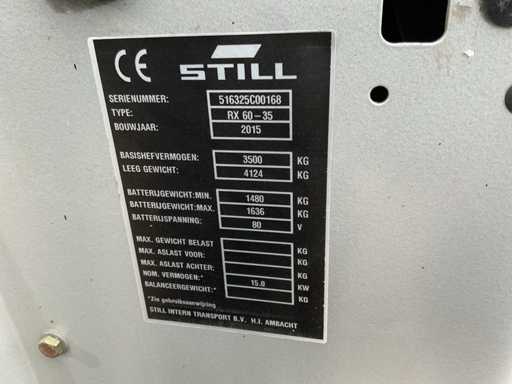 CE STILL
SERIENUMMER: 516325C00168
TYPE: RX 60-35
BOUWJAAR: 2015
BASISHEFVERMOGEN: 3500 KG
LEEG GEWICHT: 4124 KG
BATTERIJGEWICHT:MIN. 1480 KG
BATTERIJGEWICHT:MAX. 1636 KG
BATTERIJSPANNING: 80 V
MAX. GEWICHT BELAST KG
MAX. ASLAST VOOR: KG
MAX. ASLAST ACHTER: KG
NOM. VERMOGEN:* 15.0 KW
BALANCEERGEWICHT:* KG
*Zie gebruiksaanwijzing
STILL INTERN TRANSPORT B.V. H.I. AMBACHT